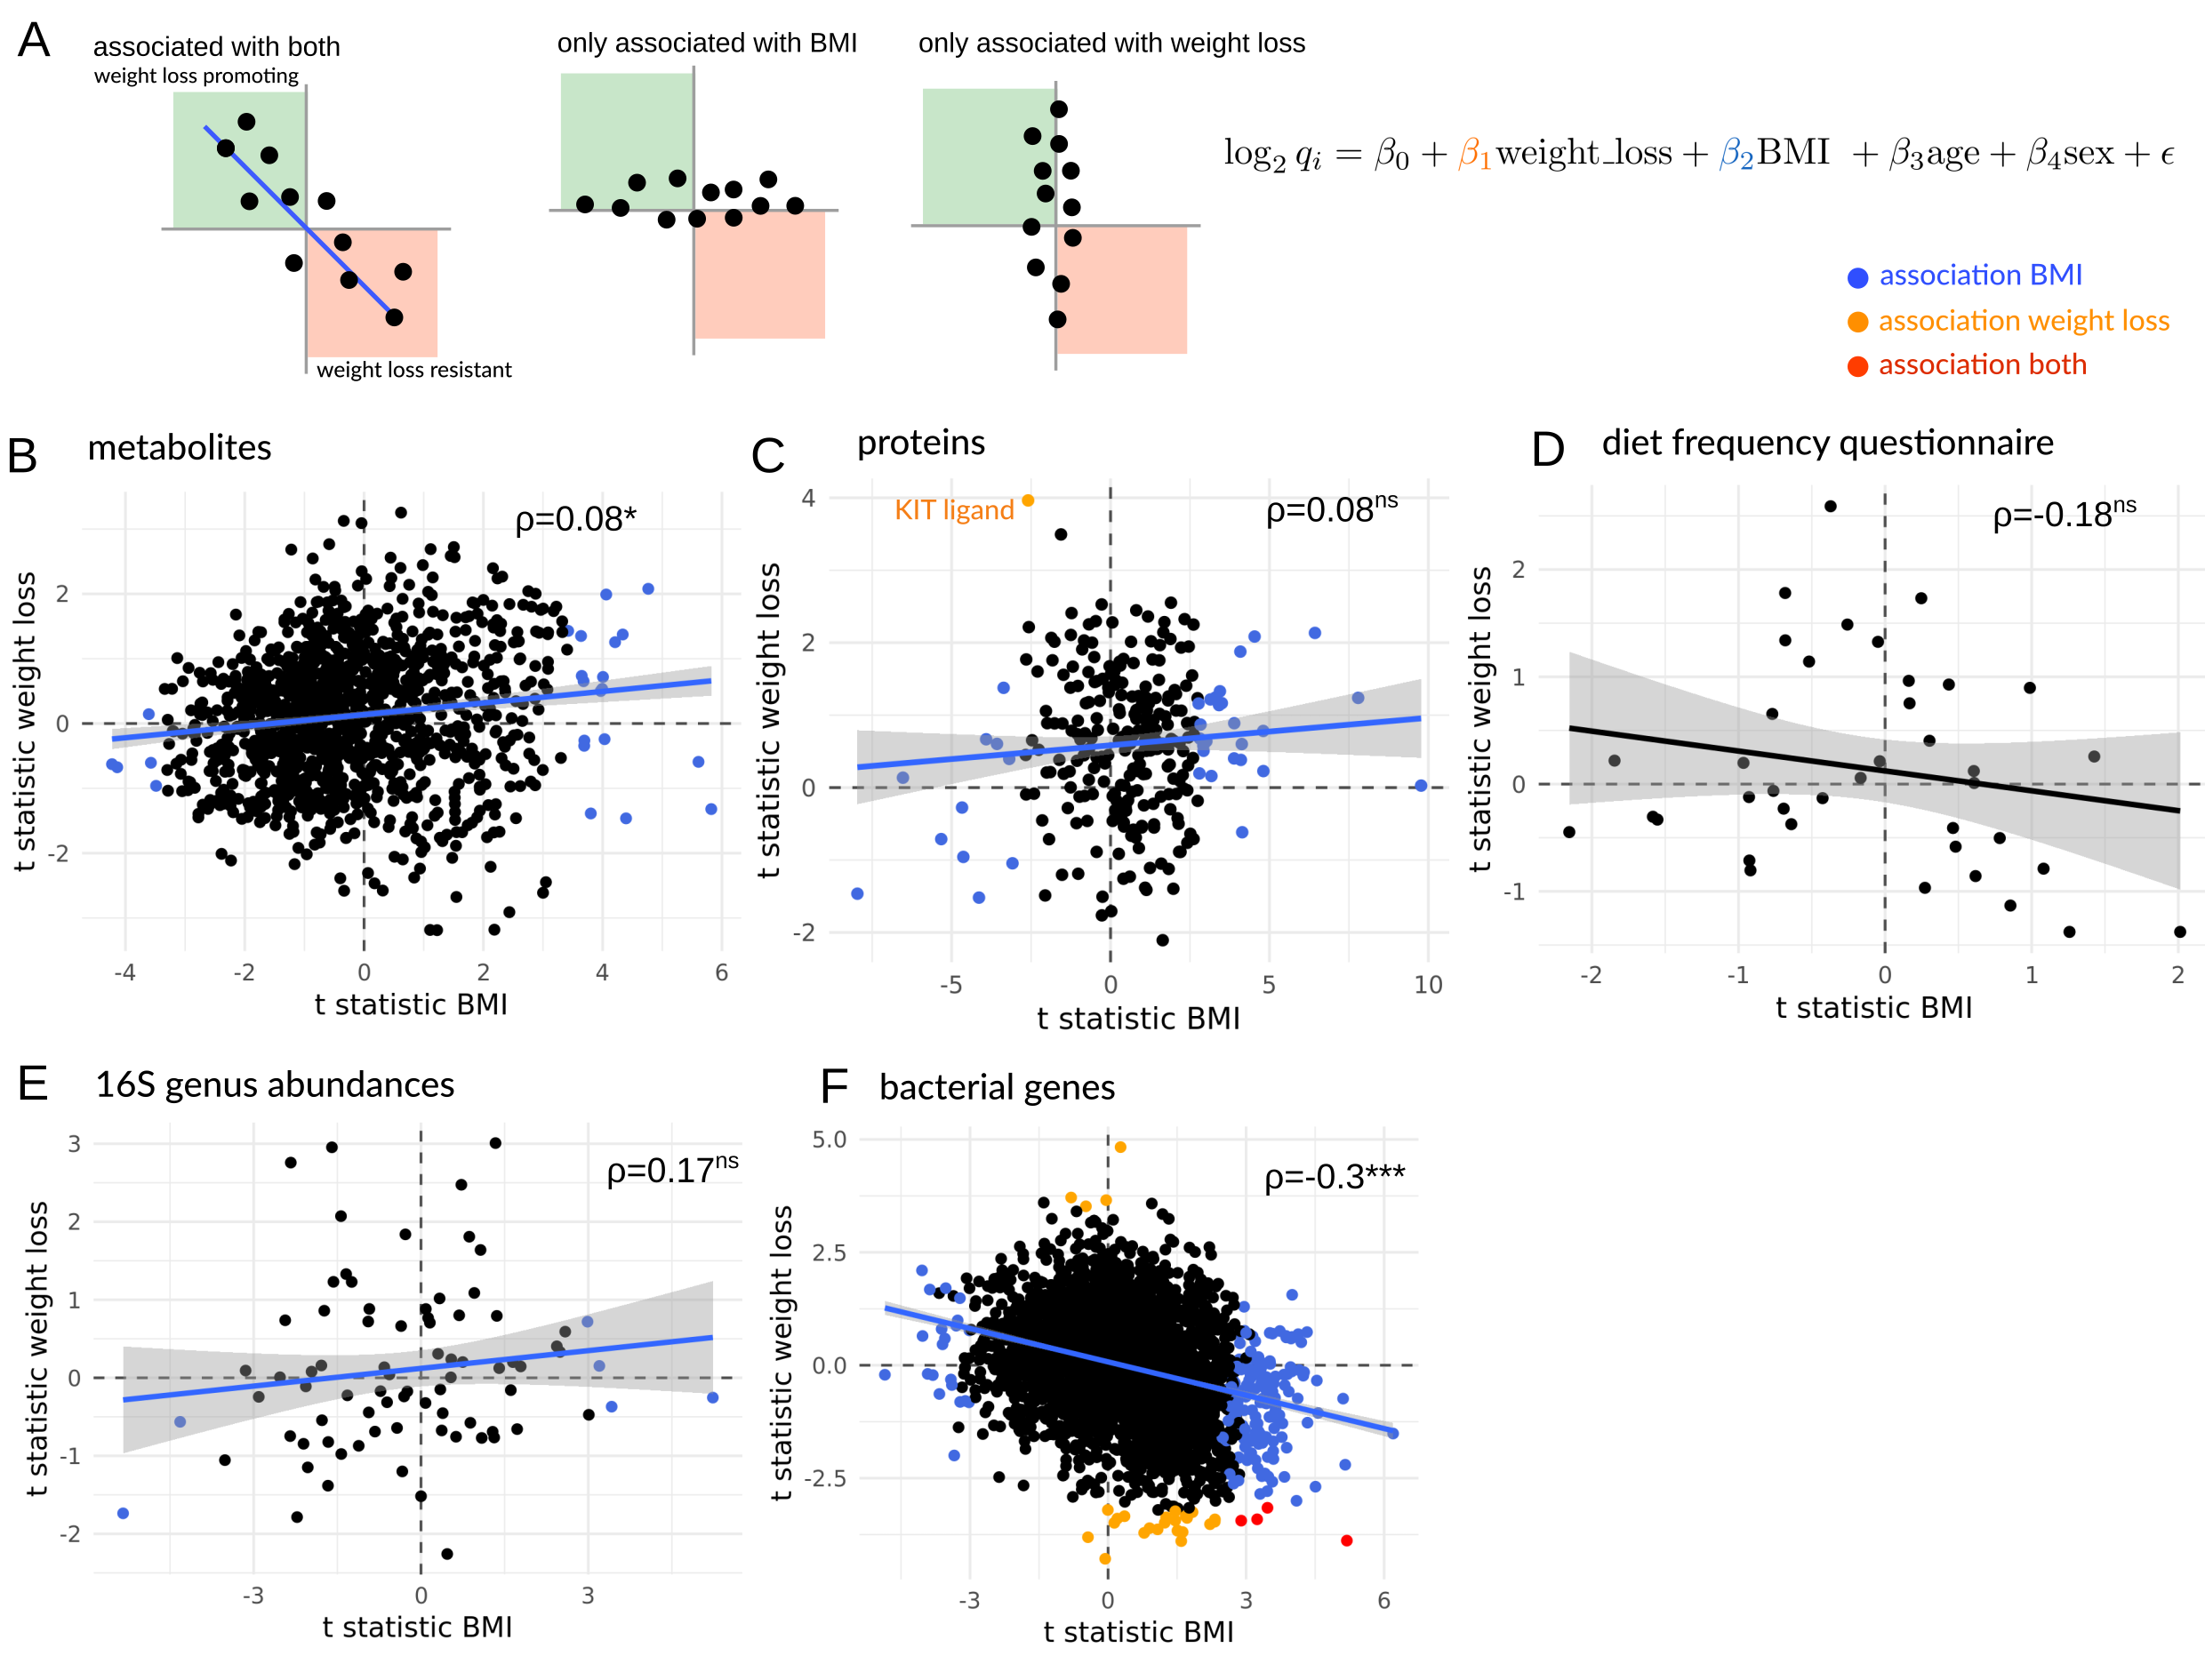 A
associated with both
weight loss promoting
weight loss resistant
only associated with BMI
only associated with weight loss
log₂ qᵢ = β₀ + β₁weight_loss + β₂BMI + β₃age + β₄sex + ϵ
association BMI
association weight loss
association both
B metabolites
ρ=0.08*
t statistic weight loss
2
0
-2
-4 -2 0 2 4 6
t statistic BMI
C proteins
KIT ligand
ρ=0.08ns
t statistic weight loss
4
2
0
-2
-5 0 5 10
t statistic BMI
D diet frequency questionnaire
ρ=-0.18ns
t statistic weight loss
2
1
0
-1
-2 -1 0 1 2
t statistic BMI
E 16S genus abundances
ρ=0.17ns
t statistic weight loss
3
2
1
0
-1
-2
-3 0 3
t statistic BMI
F bacterial genes
ρ=-0.3***
t statistic weight loss
5.0
2.5
0.0
-2.5
-3 0 3 6
t statistic BMI